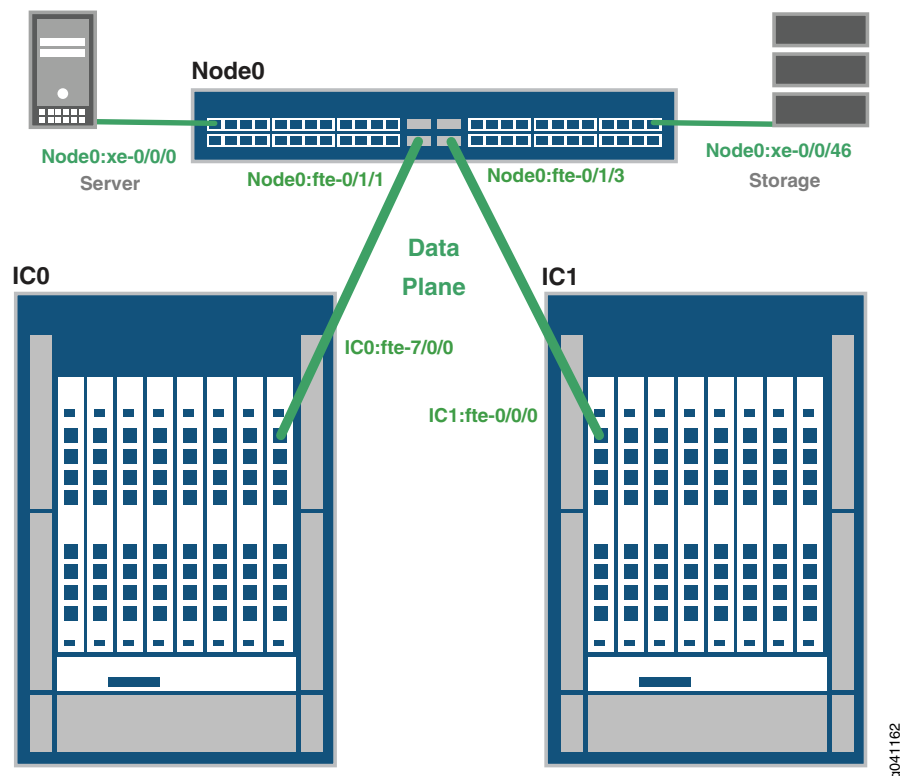 Node0
Node0:xe-0/0/0
Server
Node0:fte-0/1/1
Node0:fte-0/1/3
Node0:xe-0/0/46
Storage
Data
Plane
IC0
IC1
IC0:fte-7/0/0
IC1:fte-0/0/0
g041162